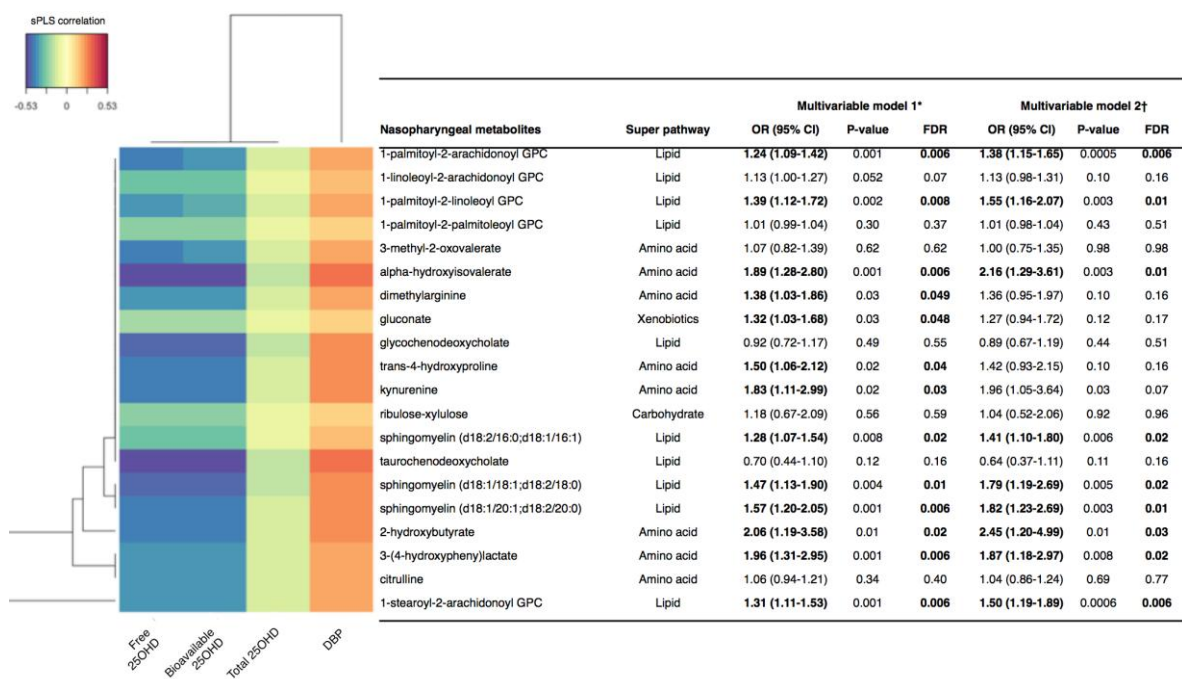 sPLS correlation
-0.53 0 0.53
Multivariable model 1* Multivariable model 2†
Nasopharyngeal metabolites Super pathway OR (95% CI) P-value FDR OR (95% CI) P-value FDR
1-palmitoyl-2-arachidonoyl GPC Lipid 1.24 (1.09-1.42) 0.001 0.006 1.38 (1.15-1.65) 0.0005 0.006
1-linoleoyl-2-arachidonoyl GPC Lipid 1.13 (1.00-1.27) 0.052 0.07 1.13 (0.98-1.31) 0.10 0.16
1-palmitoyl-2-linoleoyl GPC Lipid 1.39 (1.12-1.72) 0.002 0.008 1.55 (1.16-2.07) 0.003 0.01
1-palmitoyl-2-palmitoleoyl GPC Lipid 1.01 (0.99-1.04) 0.30 0.37 1.01 (0.98-1.04) 0.43 0.51
3-methyl-2-oxovalerate Amino acid 1.07 (0.82-1.39) 0.62 0.62 1.00 (0.75-1.35) 0.98 0.98
alpha-hydroxyisovalerate Amino acid 1.89 (1.28-2.80) 0.001 0.006 2.16 (1.29-3.61) 0.003 0.01
dimethylarginine Amino acid 1.38 (1.03-1.86) 0.03 0.049 1.36 (0.95-1.97) 0.10 0.16
gluconate Xenobiotics 1.32 (1.03-1.68) 0.03 0.048 1.27 (0.94-1.72) 0.12 0.17
glycochenodeoxycholate Lipid 0.92 (0.72-1.17) 0.49 0.55 0.89 (0.67-1.19) 0.44 0.51
trans-4-hydroxyproline Amino acid 1.50 (1.06-2.12) 0.02 0.04 1.42 (0.93-2.15) 0.10 0.16
kynurenine Amino acid 1.83 (1.11-2.99) 0.02 0.03 1.96 (1.05-3.64) 0.03 0.07
ribulose-xylulose Carbohydrate 1.18 (0.67-2.09) 0.56 0.59 1.04 (0.52-2.06) 0.92 0.96
sphingomyelin (d18:2/16:0;d18:1/16:1) Lipid 1.28 (1.07-1.54) 0.008 0.02 1.41 (1.10-1.80) 0.006 0.02
taurochenodeoxycholate Lipid 0.70 (0.44-1.10) 0.12 0.16 0.64 (0.37-1.11) 0.11 0.16
sphingomyelin (d18:1/18:1;d18:2/18:0) Lipid 1.47 (1.13-1.90) 0.004 0.01 1.79 (1.19-2.69) 0.005 0.02
sphingomyelin (d18:1/20:1;d18:2/20:0) Lipid 1.57 (1.20-2.05) 0.001 0.006 1.82 (1.23-2.69) 0.003 0.01
2-hydroxybutyrate Amino acid 2.06 (1.19-3.58) 0.01 0.02 2.45 (1.20-4.99) 0.01 0.03
3-(4-hydroxypheny)lactate Amino acid 1.96 (1.31-2.95) 0.001 0.006 1.87 (1.18-2.97) 0.008 0.02
citrulline Amino acid 1.06 (0.94-1.21) 0.34 0.40 1.04 (0.86-1.24) 0.69 0.77
1-stearoyl-2-arachidonoyl GPC Lipid 1.31 (1.11-1.53) 0.001 0.006 1.50 (1.19-1.89) 0.0006 0.006
Free
25OHD
Bioavailable
25OHD
Total 25OHD
DBP